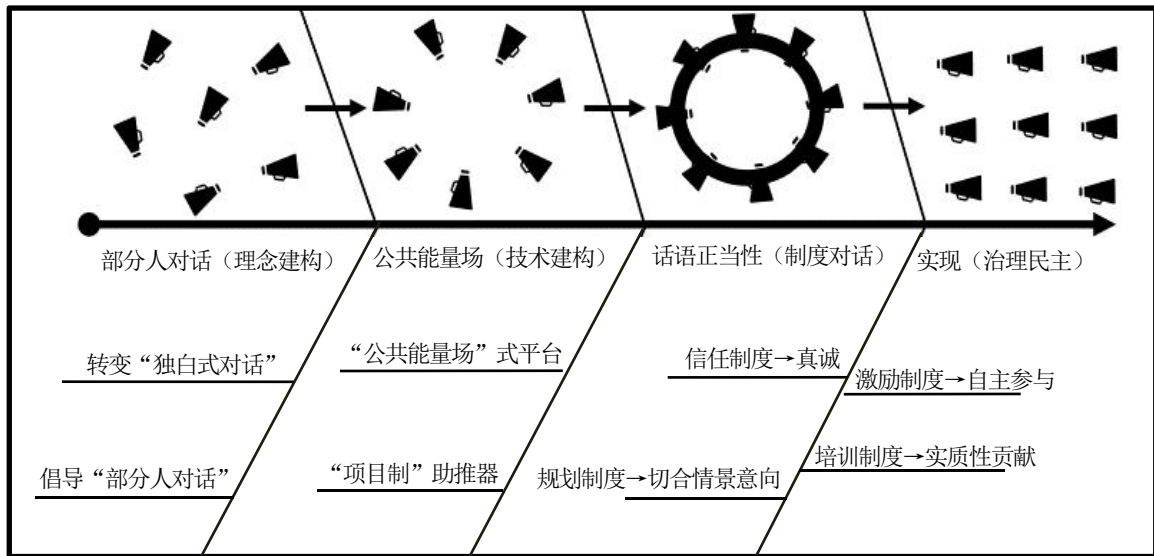 部分人对话（理念建构）
公共能量场（技术建构）
话语正当性（制度对话）
实现（治理民主）
转变“独白式对话”
“公共能量场”式平台
信任制度→真诚
激励制度→自主参与
倡导“部分人对话”
“项目制”助推器
规划制度→切合情景意向
培训制度→实质性贡献